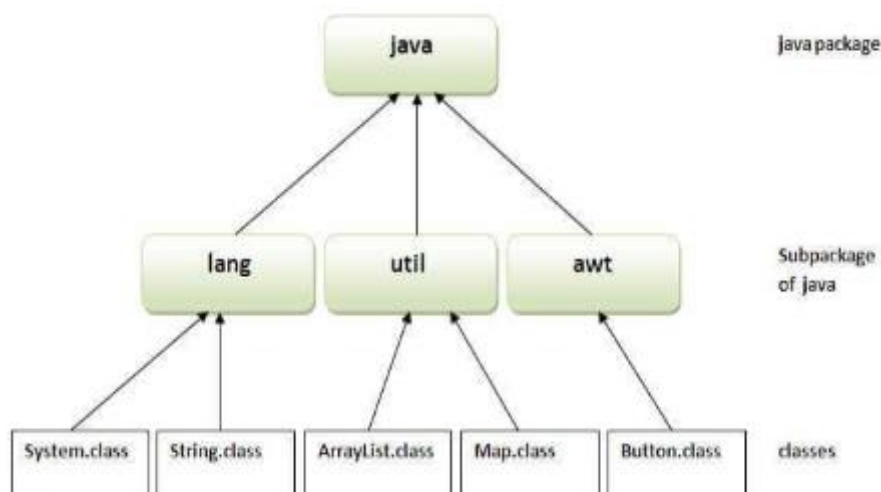 java
java package
lang
util
awt
Subpackage
of java
System.class
String.class
ArrayList.class
Map.class
Button.class
classes